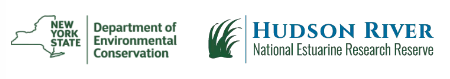 NEW
YORK
STATE
Department of
Environmental
Conservation
HUDSON RIVER
National Estuarine Research Reserve